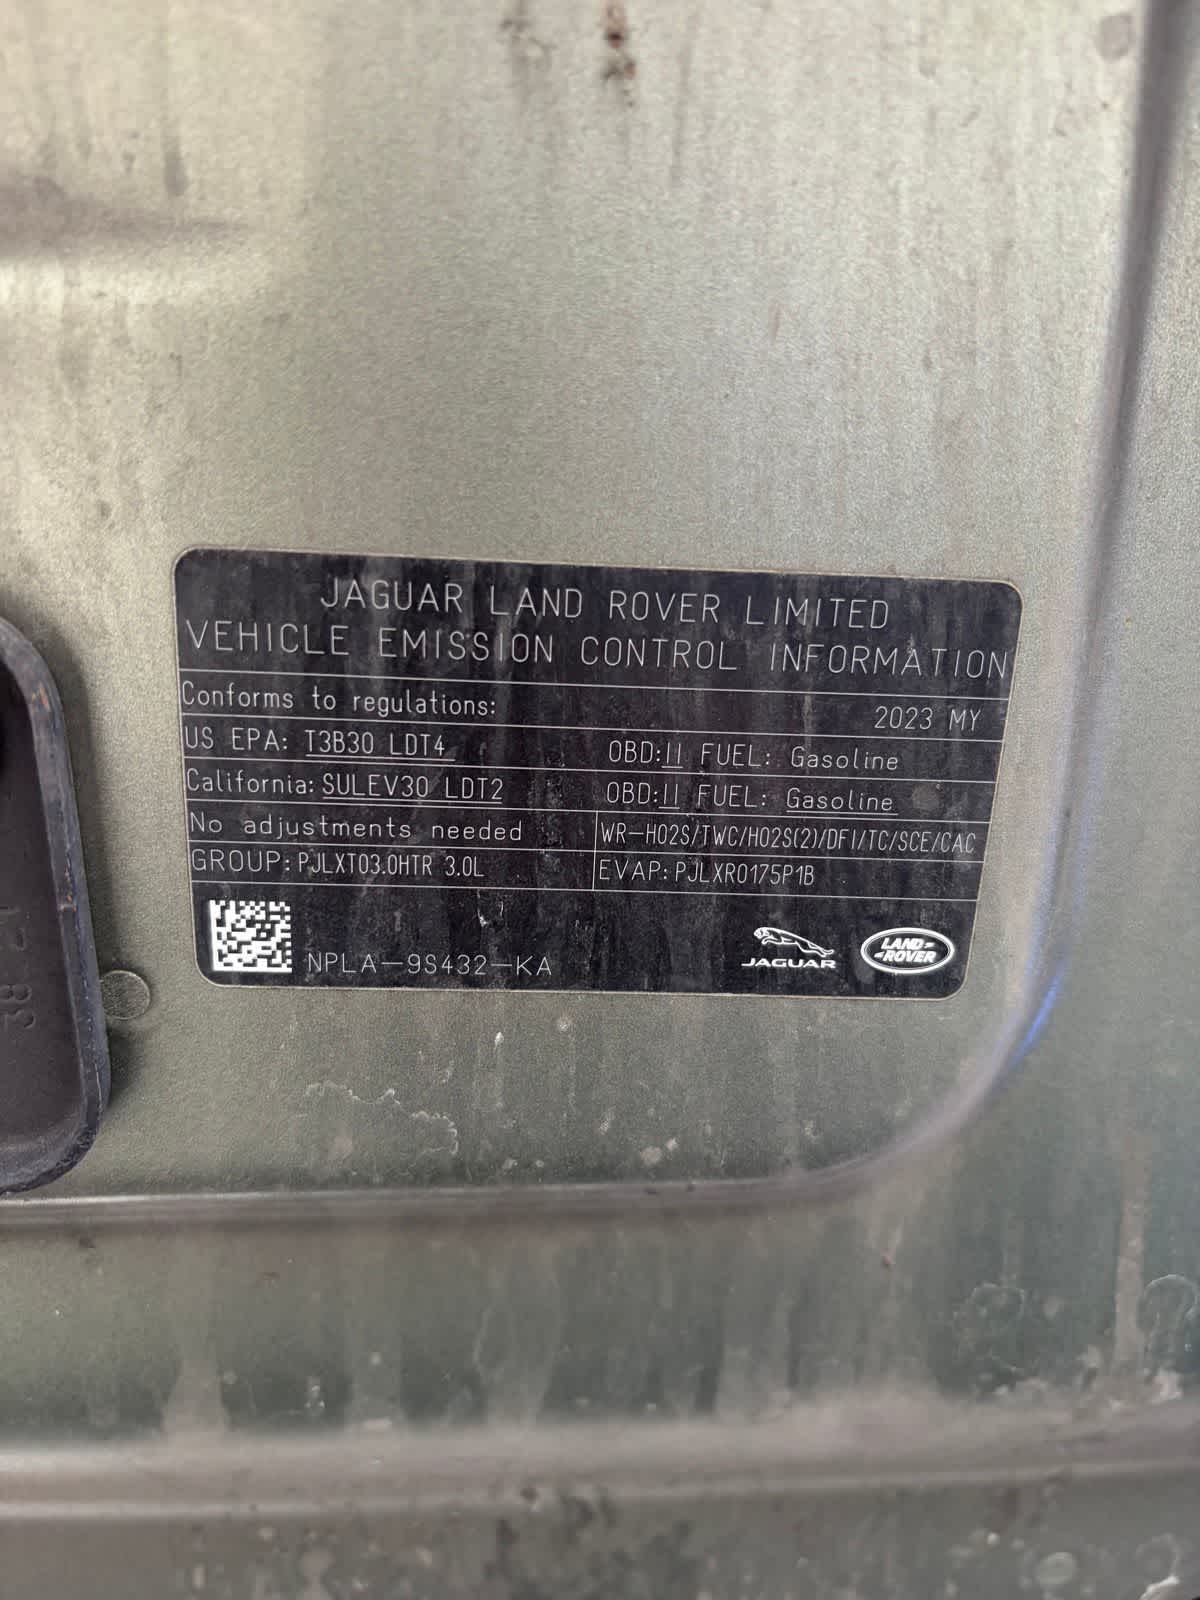 JAGUAR LAND ROVER LIMITED
VEHICLE EMISSION CONTROL INFORMATION
Conforms to regulations: 2023 MY
US EPA: T3B30 LDT4 OBD:II FUEL: Gasoline
California: SULEV30 LDT2 OBD:II FUEL: Gasoline
No adjustments needed WR-HO2S/TWC/HO2S(2)/DFI/TC/SCE/CAC
GROUP: PJLXT03.0HTR 3.0L EVAP: PJLXR0175P1B
NPLA-9S432-KA
JAGUAR
LAND
ROVER
38 21